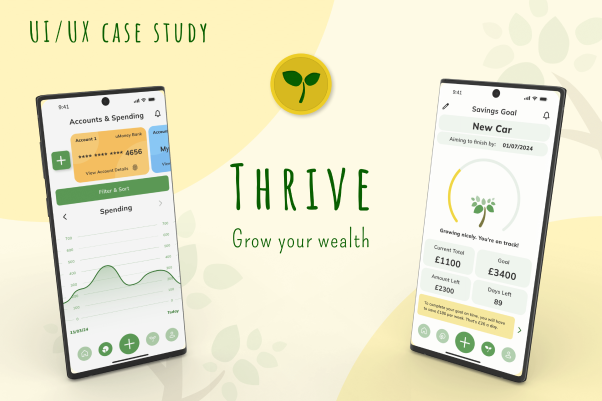 UI/UX CASE STUDY
9:41
Accounts & Spending
Account 1
uMoney Bank
Accoun
**** **** **** 4656
My
View Account Details
View
Filter & Sort
Spending
11/03/24
Today
THRIVE
Grow your wealth
9:41
Savings Goal
New Car
Aiming to finish by: 01/07/2024
Growing nicely. You're on track!
Current Total
£1100
Goal
£3400
Amount Left
£2300
Days Left
89
To complete your goal on time, you will have
to save £180 per week. That's £26 a day.